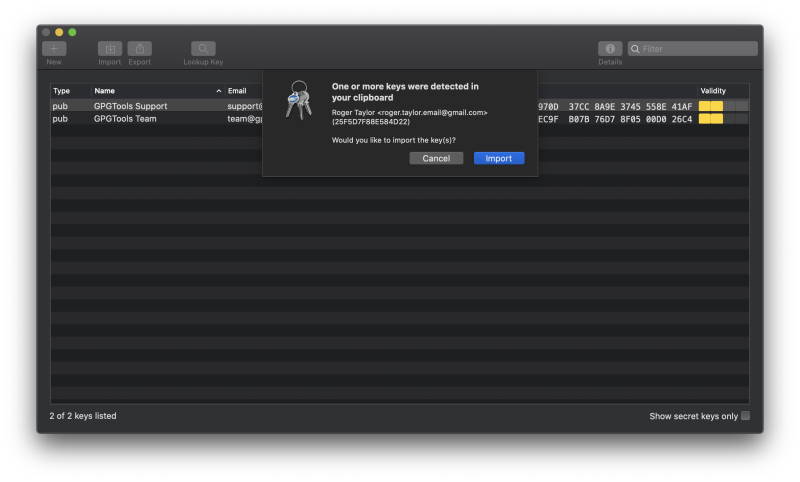 New
Import
Export
Lookup Key
Filter
Details
Type
Name
Email
Validity
pub GPGTools Support support@ 970D 37CC 8A9E 3745 558E 41AF
pub GPGTools Team team@gp EC9F B07B 76D7 8F05 00D0 26C4
One or more keys were detected in
your clipboard
Roger Taylor <roger.taylor.email@gmail.com>
(25F5D7F88E584D22)
Would you like to import the key(s)?
Cancel
Import
2 of 2 keys listed
Show secret keys only